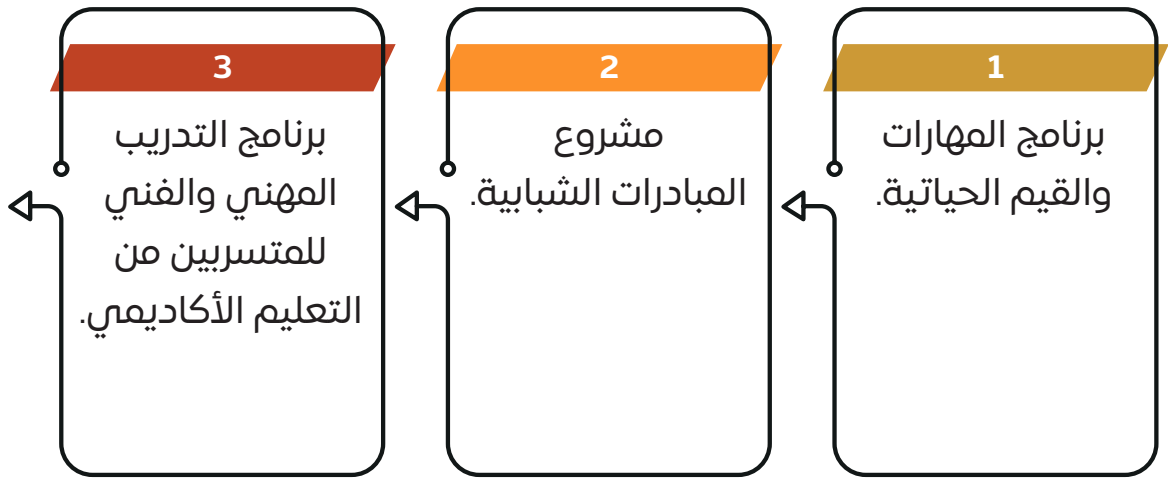 1
برنامج المهارات
والقيم الحياتية.
2
مشروع
المبادرات الشبابية.
3
برنامج التدريب
المهني والفني
للمتسربين من
التعليم الأكاديمي.